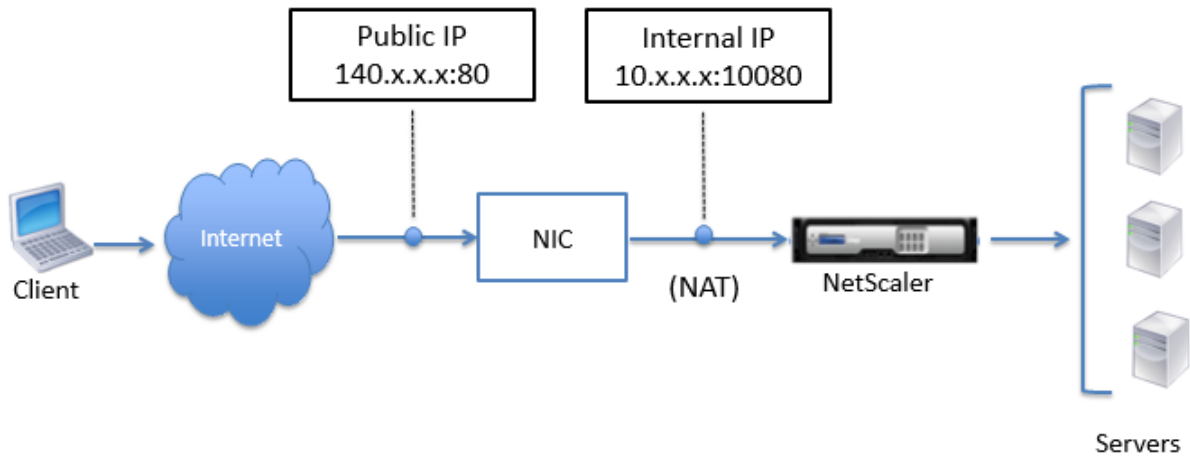 Public IP
140.x.x.x:80
Internal IP
10.x.x.x:10080
Internet
NIC
Client
(NAT)
NetScaler
Servers